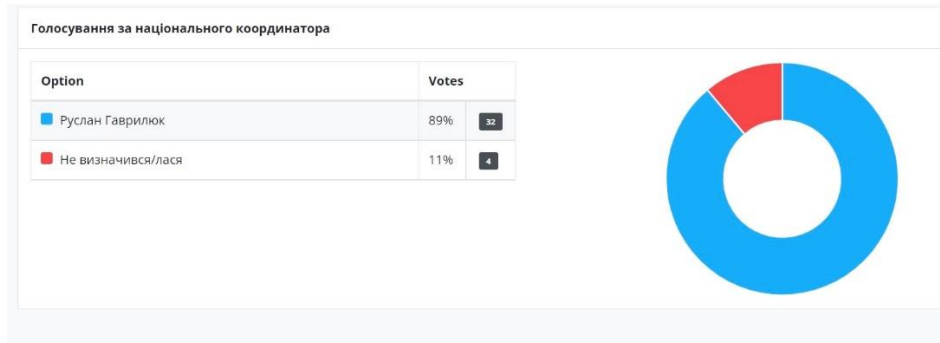 Голосування за національного координатора
Option Votes
Руслан Гаврилюк 89% 32
Не визначився/лася 11% 4